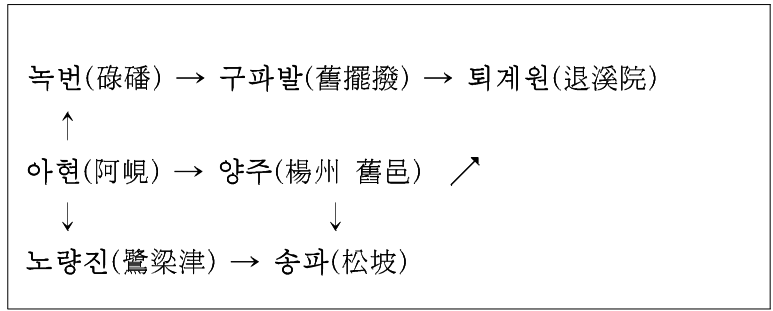 녹번(碌磻) → 구파발(舊擺撥) → 퇴계원(退溪院)
↑
아현(阿峴) → 양주(楊州 舊邑) ↗
↓ ↓
노량진(鷺梁津) → 송파(松坡)